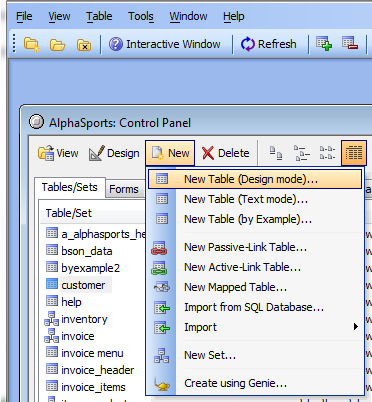 File View Table Tools Window Help
Interactive Window Refresh
AlphaSports: Control Panel
View Design New Delete
Tables/Sets Forms
New Table (Design mode)...
New Table (Text mode)...
New Table (by Example)...
New Passive-Link Table...
New Active-Link Table...
New Mapped Table...
Import from SQL Database...
Import
New Set...
Create using Genie...
Table/Set
a_alphasports_he
bson_data
byexample2
customer
help
inventory
invoice
invoice menu
invoice_header
invoice_items